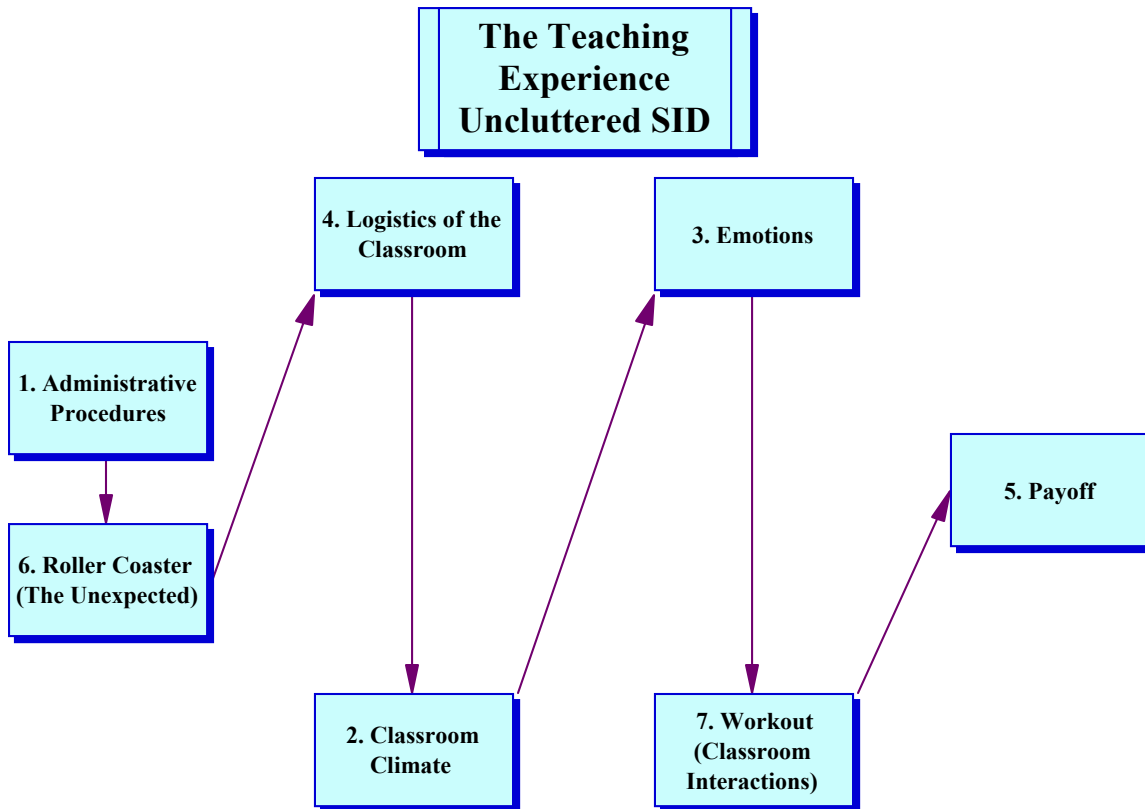 The Teaching
Experience
Uncluttered SID
4. Logistics of the
Classroom
3. Emotions
1. Administrative
Procedures
5. Payoff
6. Roller Coaster
(The Unexpected)
2. Classroom
Climate
7. Workout
(Classroom
Interactions)